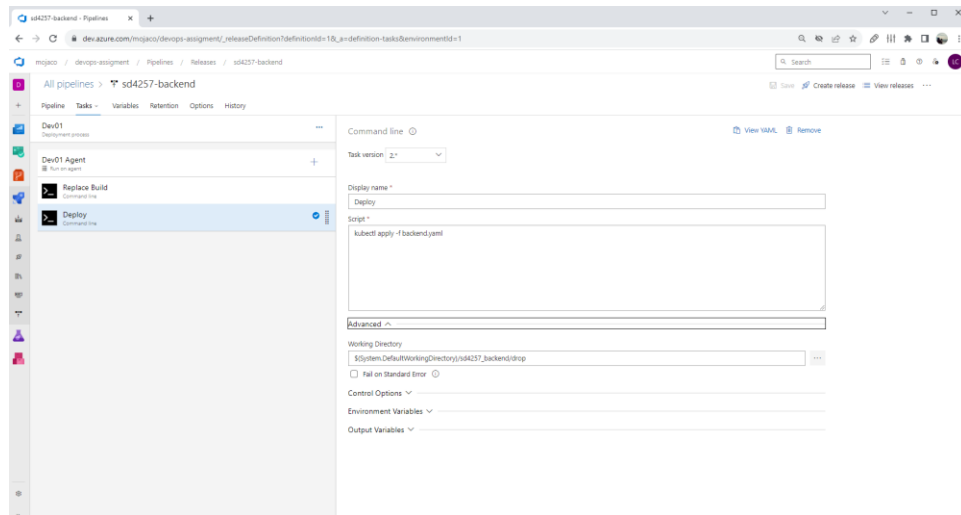 sd4257-backend - Pipelines
dev.azure.com/mojaco/devops-assigment/_releaseDefinition?definitionId=1&_a=definition-tasks&environmentId=1
mojaco / devops-assigment / Pipelines / Releases / sd4257-backend
Search
LC
D
All pipelines > sd4257-backend
Save Create release View releases ...
Pipeline Tasks Variables Retention Options History
Dev01
Deployment process
...
Dev01 Agent
Run on agent
Replace Build
Command line
Deploy
Command line
Command line
View YAML Remove
Task version 2.*
Display name *
Deploy
Script *
kubectl apply -f backend.yaml
Advanced
Working Directory
$(System.DefaultWorkingDirectory)/sd4257_backend/drop
...
Fail on Standard Error
Control Options
Environment Variables
Output Variables